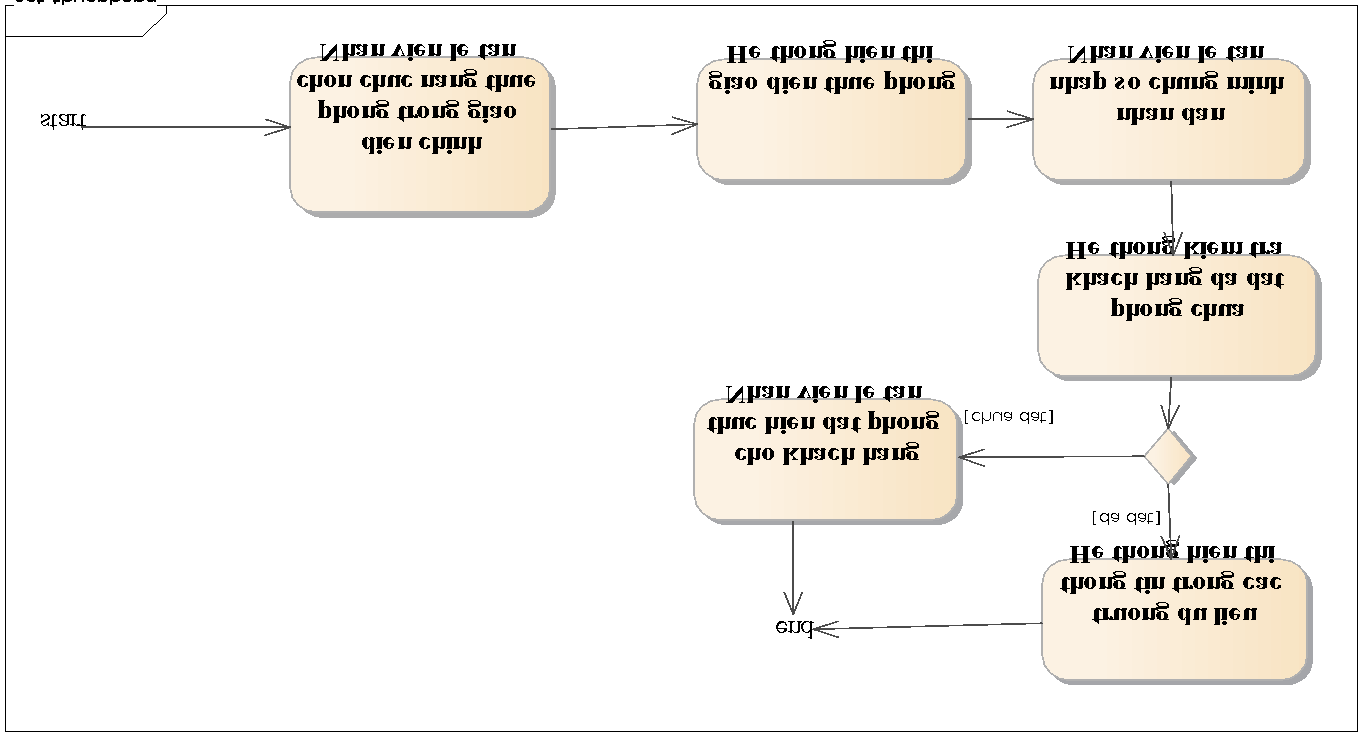 act thuephong
start
Nhan vien le tan
chon chuc nang thue
phong trong giao
dien chinh
He thong hien thi
giao dien thue phong
Nhan vien le tan
nhap so chung minh
nhan dan
He thong kiem tra
khach hang da dat
phong chua
[chua dat]
Nhan vien le tan
thuc hien dat phong
cho khach hang
[da dat]
He thong hien thi
thong tin trong cac
truong du lieu
end